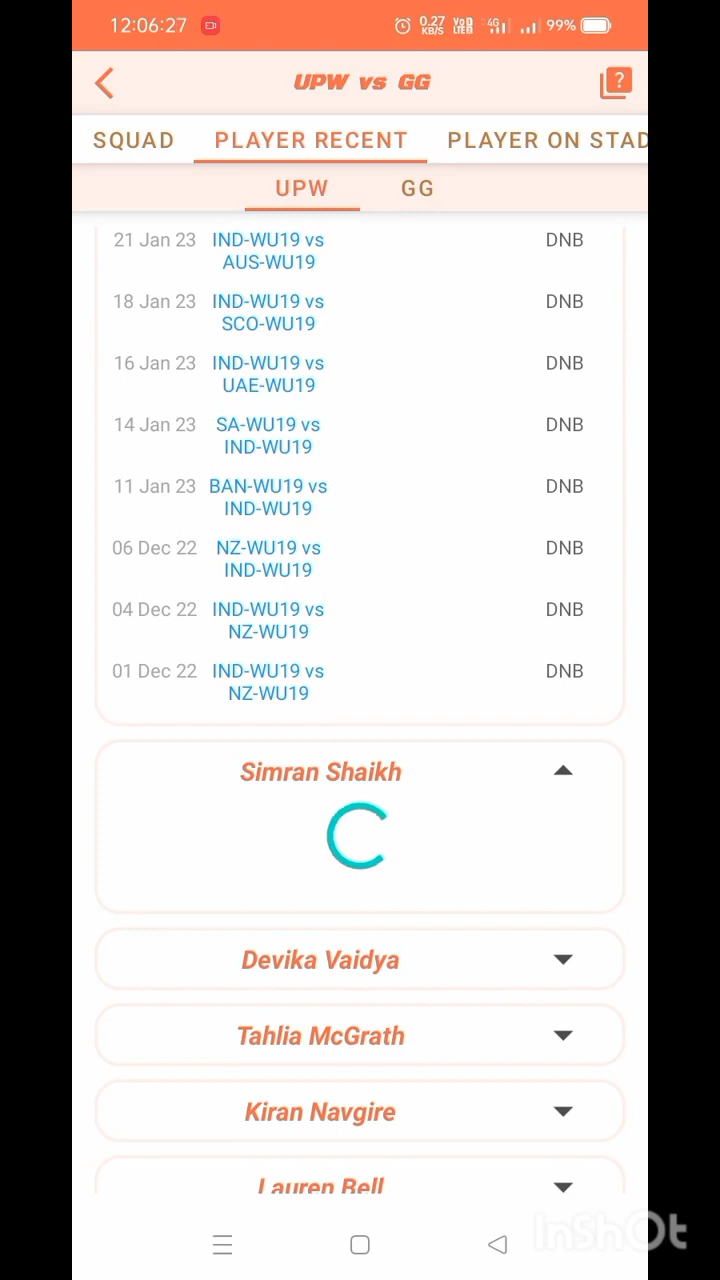 12:06:27 0.27 KB/S VoD LTE 4G 99%
UPW vs GG ?
SQUAD PLAYER RECENT PLAYER ON STAD
UPW GG
21 Jan 23 IND-WU19 vs DNB
AUS-WU19
18 Jan 23 IND-WU19 vs DNB
SCO-WU19
16 Jan 23 IND-WU19 vs DNB
UAE-WU19
14 Jan 23 SA-WU19 vs DNB
IND-WU19
11 Jan 23 BAN-WU19 vs DNB
IND-WU19
06 Dec 22 NZ-WU19 vs DNB
IND-WU19
04 Dec 22 IND-WU19 vs DNB
NZ-WU19
01 Dec 22 IND-WU19 vs DNB
NZ-WU19
Simran Shaikh
Devika Vaidya
Tahlia McGrath
Kiran Navgire
Lauren Bell
InShOt